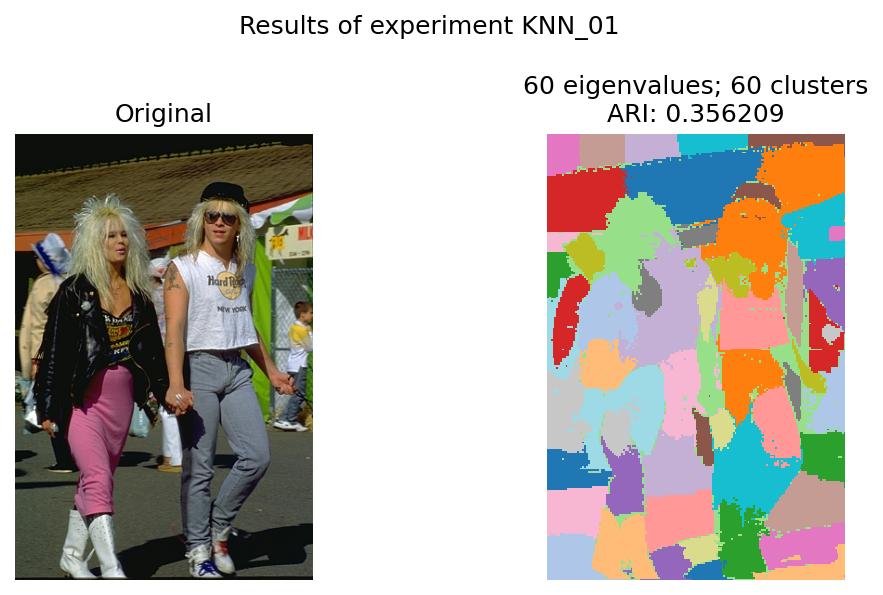 Results of experiment KNN_01
Original
60 eigenvalues; 60 clusters
ARI: 0.356209
Hard Rock
NEW YORK